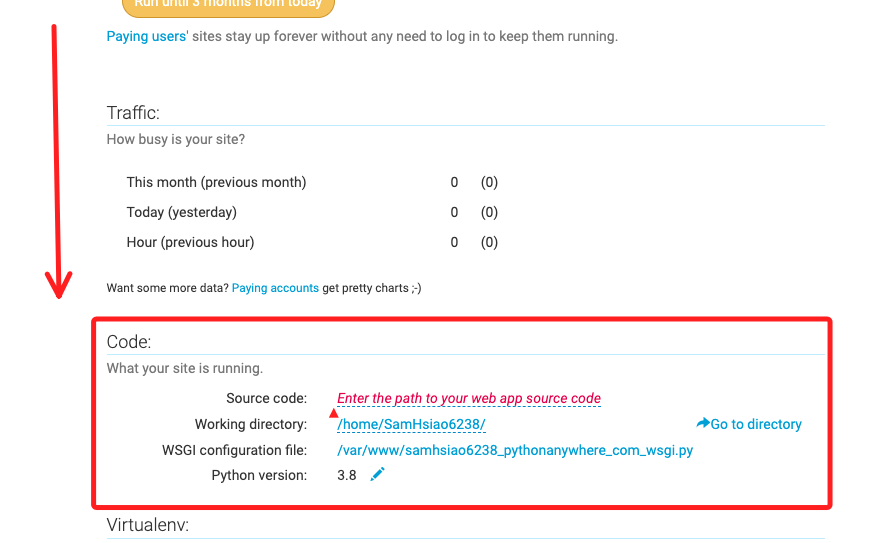 Run until 3 months from today
Paying users' sites stay up forever without any need to log in to keep them running.
Traffic:
How busy is your site?
This month (previous month) 0 (0)
Today (yesterday) 0 (0)
Hour (previous hour) 0 (0)
Want some more data? Paying accounts get pretty charts ;-)
Code:
What your site is running.
Source code: Enter the path to your web app source code
Working directory: /home/SamHsiao6238/ Go to directory
WSGI configuration file: /var/www/samhsiao6238_pythonanywhere_com_wsgi.py
Python version: 3.8
Virtualenv: